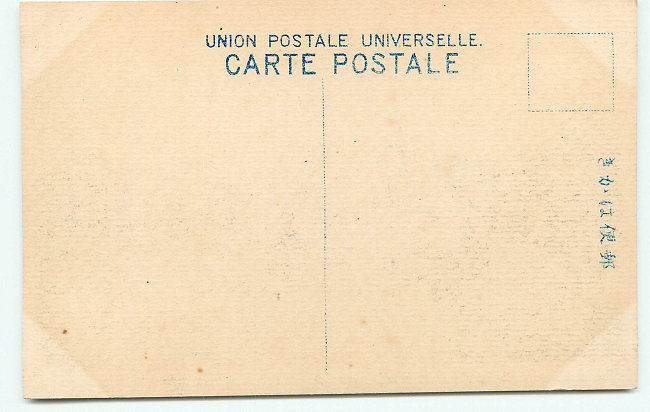 UNION POSTALE UNIVERSELLE.
CARTE POSTALE
郵便はかき